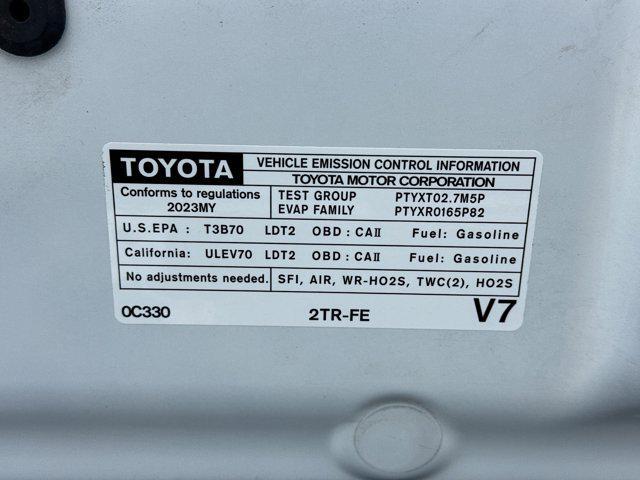 TOYOTA VEHICLE EMISSION CONTROL INFORMATION
TOYOTA MOTOR CORPORATION
Conforms to regulations
2023MY
TEST GROUP PTYXT02.7M5P
EVAP FAMILY PTYXR0165P82
U.S.EPA : T3B70 LDT2 OBD : CAⅡ Fuel: Gasoline
California: ULEV70 LDT2 OBD : CAⅡ Fuel: Gasoline
No adjustments needed. SFI, AIR, WR-HO2S, TWC(2), HO2S
0C330 2TR-FE V7